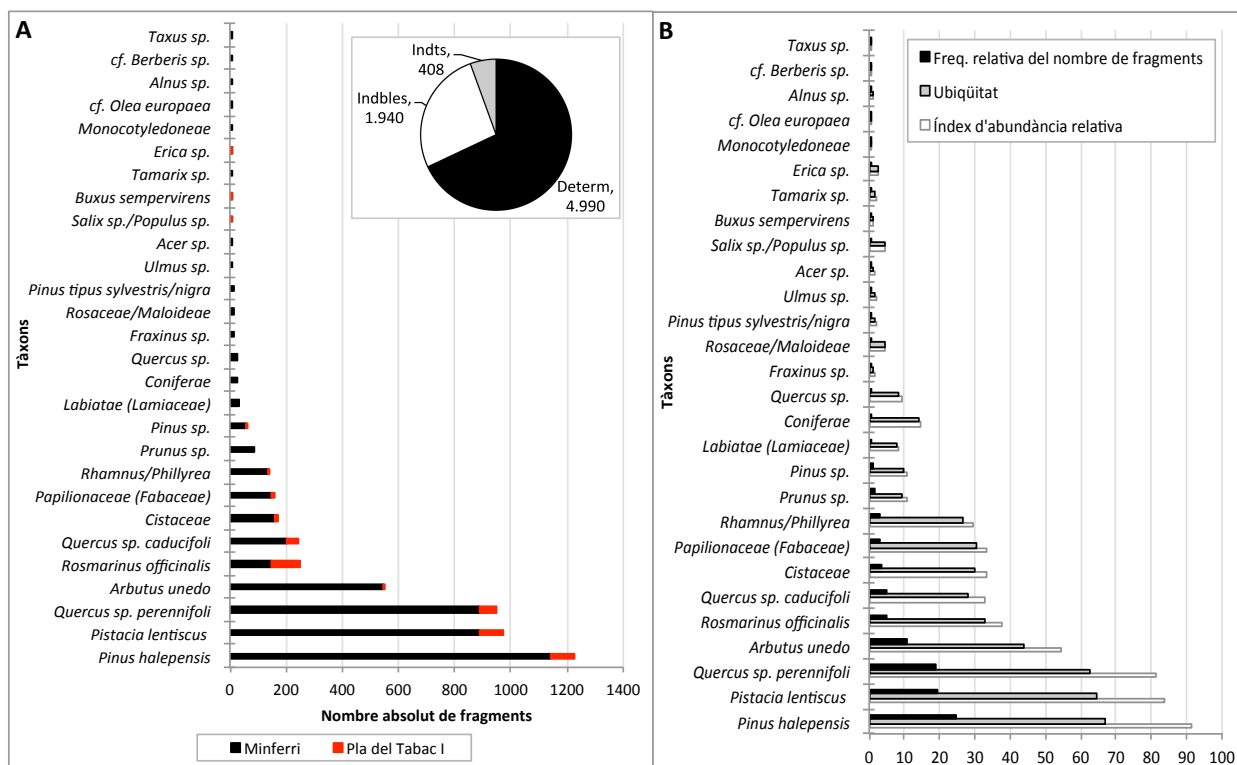 A
Taxus sp.
cf. Berberis sp.
Alnus sp.
cf. Olea europaea
Monocotyledoneae
Erica sp.
Tamarix sp.
Buxus sempervirens
Salix sp./Populus sp.
Acer sp.
Ulmus sp.
Pinus tipus sylvestris/nigra
Rosaceae/Maloideae
Fraxinus sp.
Quercus sp.
Coniferae
Labiatae (Lamiaceae)
Pinus sp.
Prunus sp.
Rhamnus/Phillyrea
Papilionaceae (Fabaceae)
Cistaceae
Quercus sp. caducifoli
Rosmarinus officinalis
Arbutus unedo
Quercus sp. perennifoli
Pistacia lentiscus
Pinus halepensis
Tàxons
0 200 400 600 800 1000 1200 1400
Nombre absolut de fragments
Minferri Pla del Tabac I
Indts,
408
Indbles,
1.940
Determ,
4.990
B
Freq. relativa del nombre de fragments
Ubiqüitat
Índex d'abundància relativa
Taxus sp.
cf. Berberis sp.
Alnus sp.
cf. Olea europaea
Monocotyledoneae
Erica sp.
Tamarix sp.
Buxus sempervirens
Salix sp./Populus sp.
Acer sp.
Ulmus sp.
Pinus tipus sylvestris/nigra
Rosaceae/Maloideae
Fraxinus sp.
Quercus sp.
Coniferae
Labiatae (Lamiaceae)
Pinus sp.
Prunus sp.
Rhamnus/Phillyrea
Papilionaceae (Fabaceae)
Cistaceae
Quercus sp. caducifoli
Rosmarinus officinalis
Arbutus unedo
Quercus sp. perennifoli
Pistacia lentiscus
Pinus halepensis
Tàxons
0 10 20 30 40 50 60 70 80 90 100